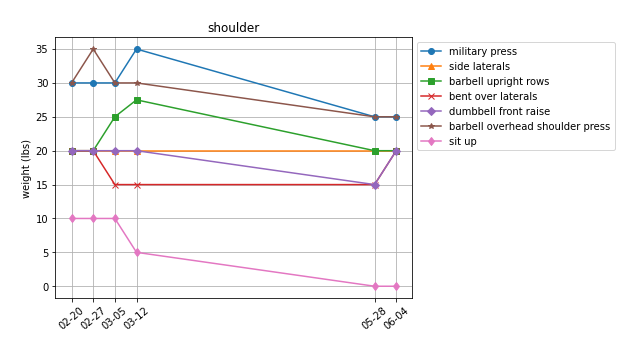 shoulder
weight (lbs)
35
30
25
20
15
10
5
0
02-20
02-27
03-05
03-12
05-28
06-04
military press
side laterals
barbell upright rows
bent over laterals
dumbbell front raise
barbell overhead shoulder press
sit up